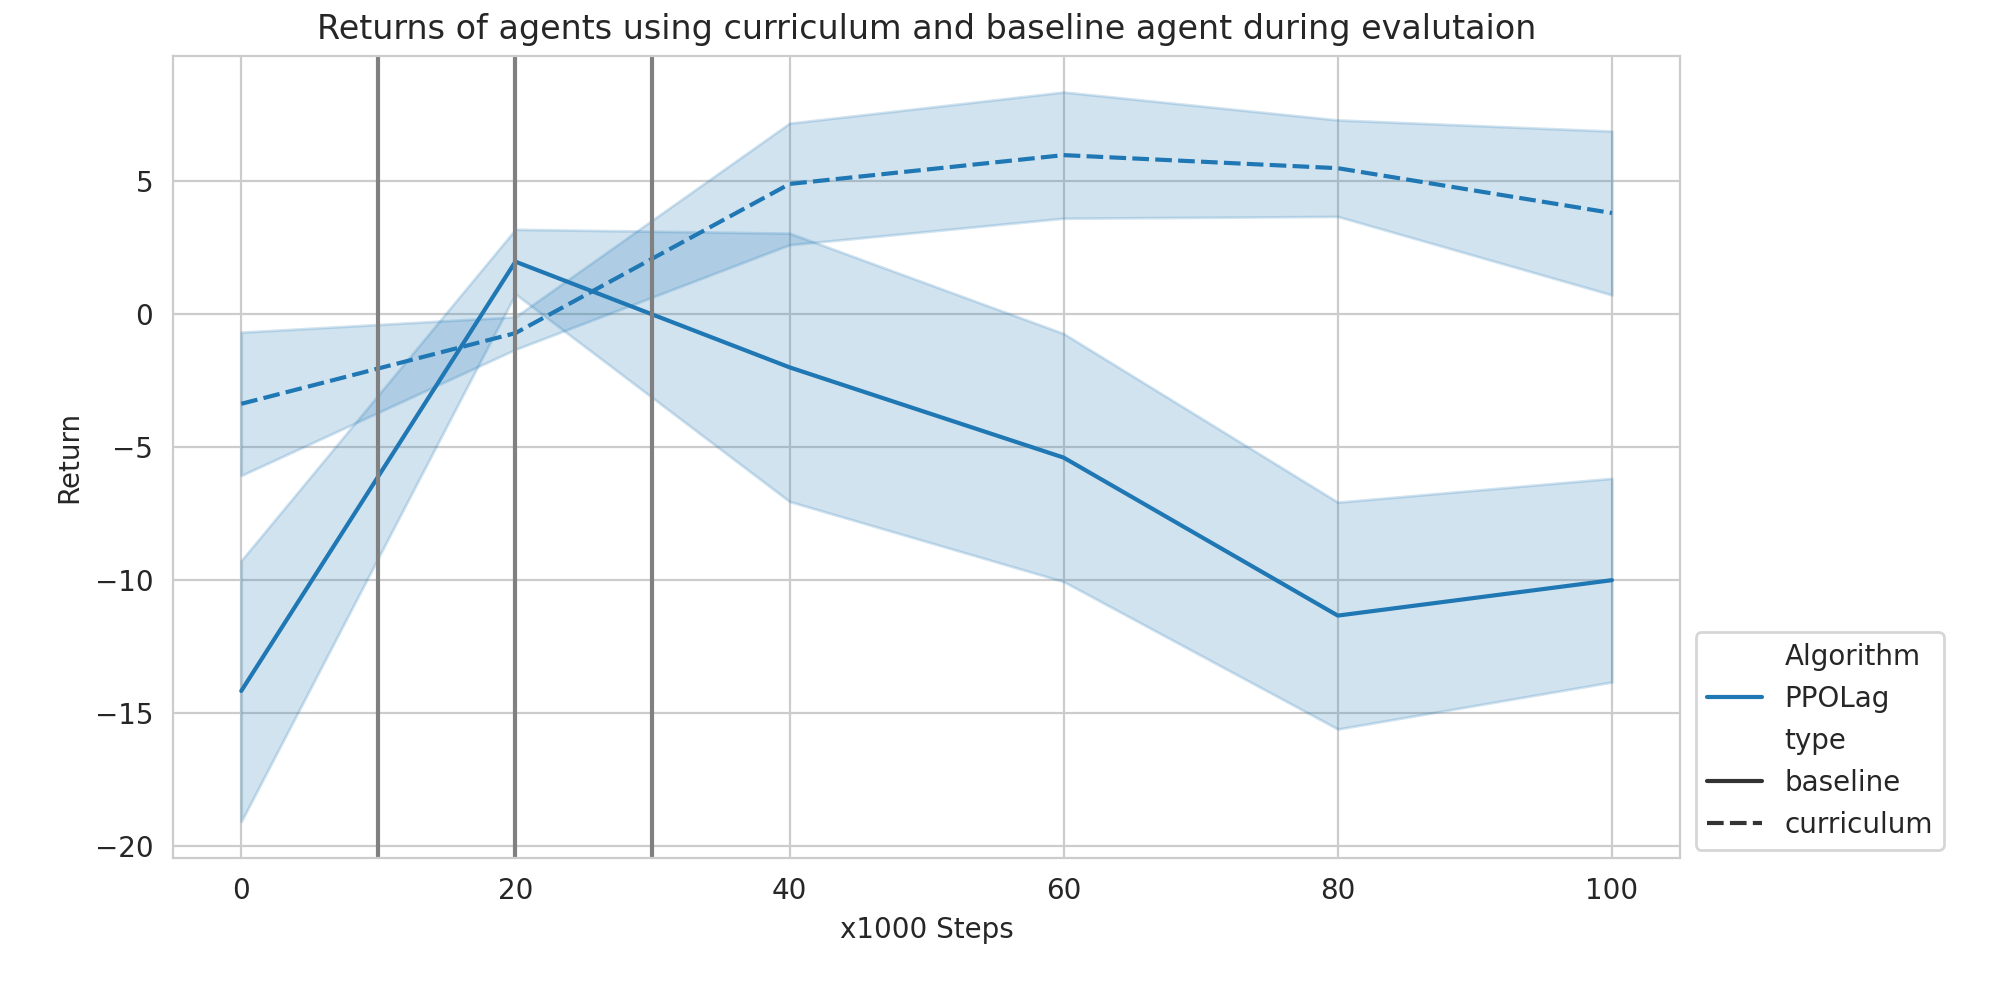 Returns of agents using curriculum and baseline agent during evalutaion
5
0
−5
−10
−15
−20
Return
0 20 40 60 80 100
x1000 Steps
Algorithm
PPOLag
type
baseline
curriculum